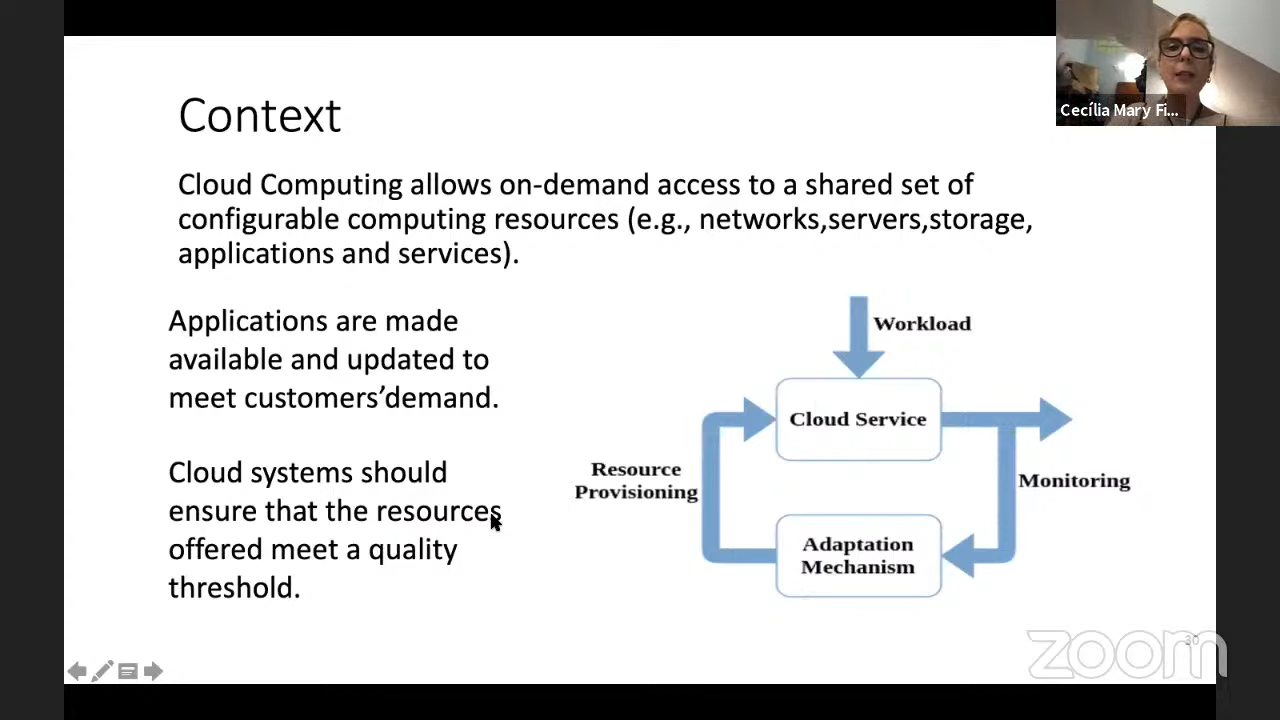 Cecília Mary Fi...
Context
Cloud Computing allows on-demand access to a shared set of
configurable computing resources (e.g., networks,servers,storage,
applications and services).
Applications are made
available and updated to
meet customers’demand.
Cloud systems should
ensure that the resources
offered meet a quality
threshold.
Workload
Cloud Service
Resource
Provisioning
Monitoring
Adaptation
Mechanism
30
zoom